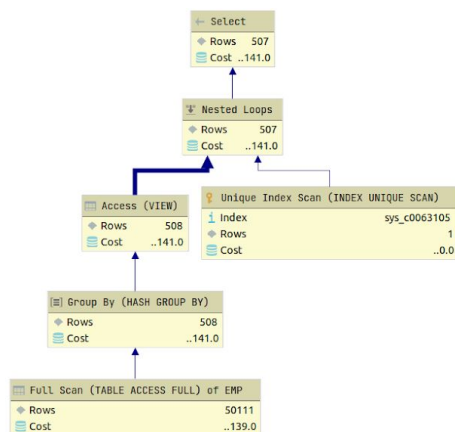 Select
Rows 507
Cost ..141.0
Nested Loops
Rows 507
Cost ..141.0
Access (VIEW)
Rows 508
Cost ..141.0
Unique Index Scan (INDEX UNIQUE SCAN)
Index sys_c0063105
Rows 1
Cost ..0.0
Group By (HASH GROUP BY)
Rows 508
Cost ..141.0
Full Scan (TABLE ACCESS FULL) of EMP
Rows 50111
Cost ..139.0